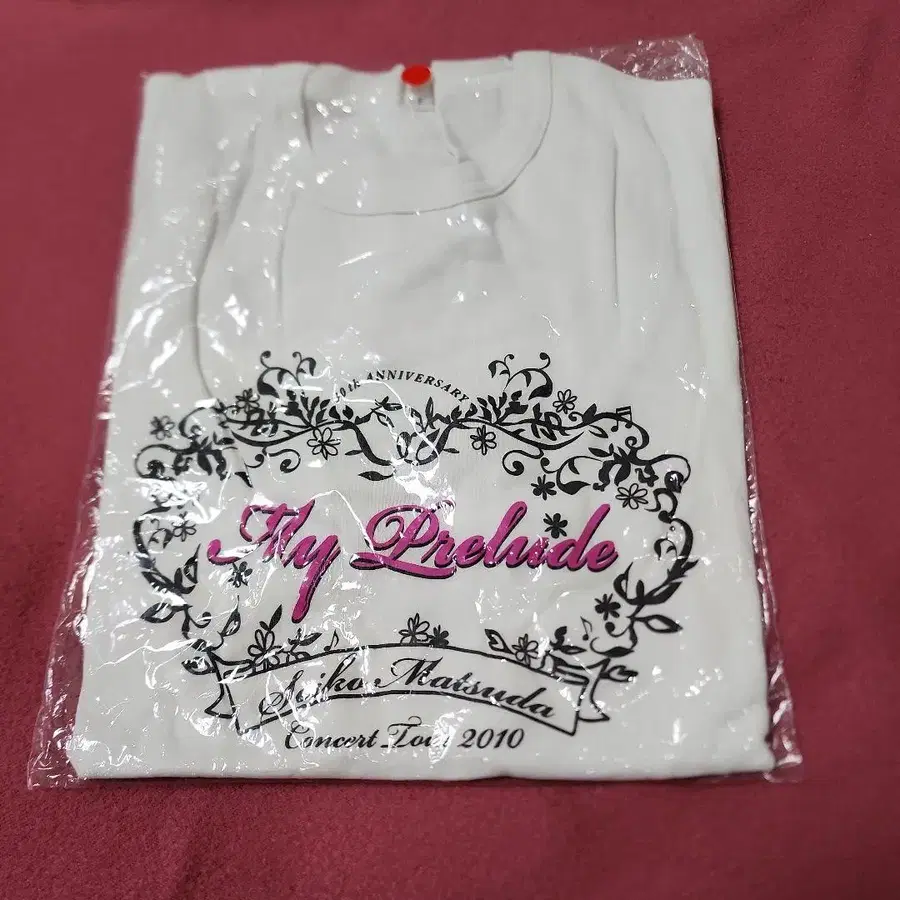 30th ANNIVERSARY
My Prelude
Seiko Matsuda
Concert Tour 2010